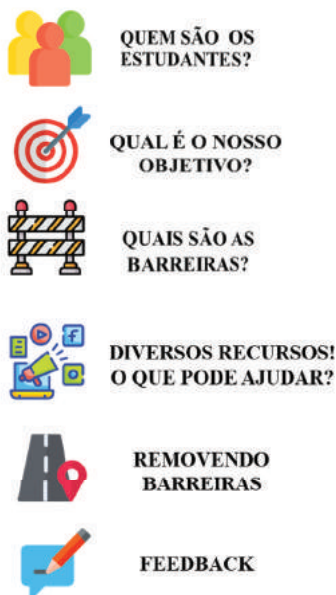 QUEM SÃO OS
ESTUDANTES?
QUAL É O NOSSO
OBJETIVO?
QUAIS SÃO AS
BARREIRAS?
DIVERSOS RECURSOS!
O QUE PODE AJUDAR?
REMOVENDO
BARREIRAS
FEEDBACK